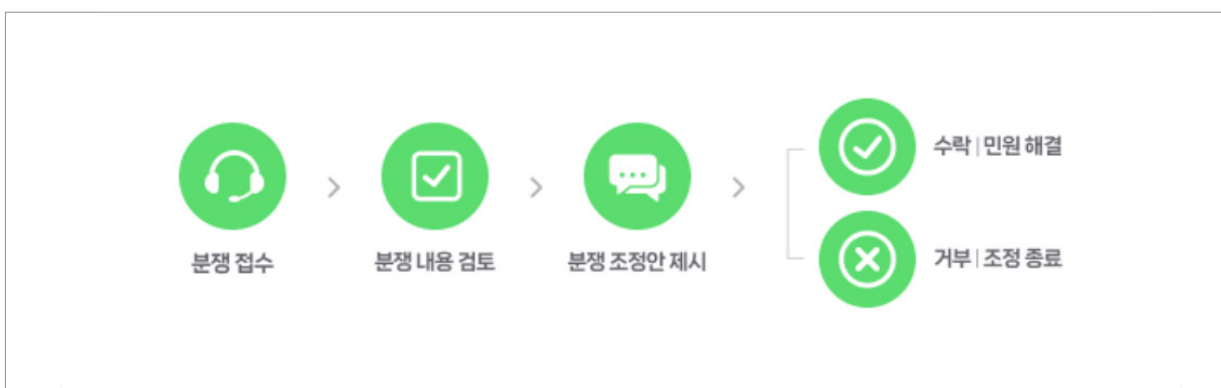 분쟁 접수
분쟁 내용 검토
분쟁 조정안 제시
수락 | 민원 해결
거부 | 조정 종료